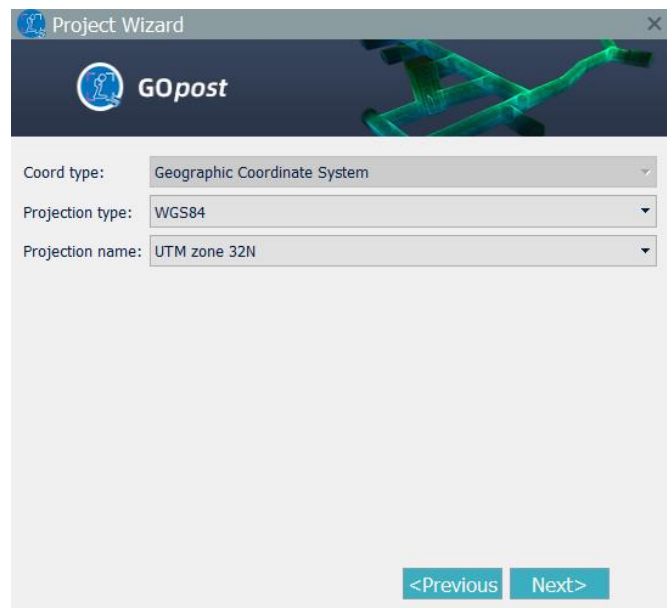 Project Wizard
GOpost
Coord type: Geographic Coordinate System
Projection type: WGS84
Projection name: UTM zone 32N
<Previous Next>